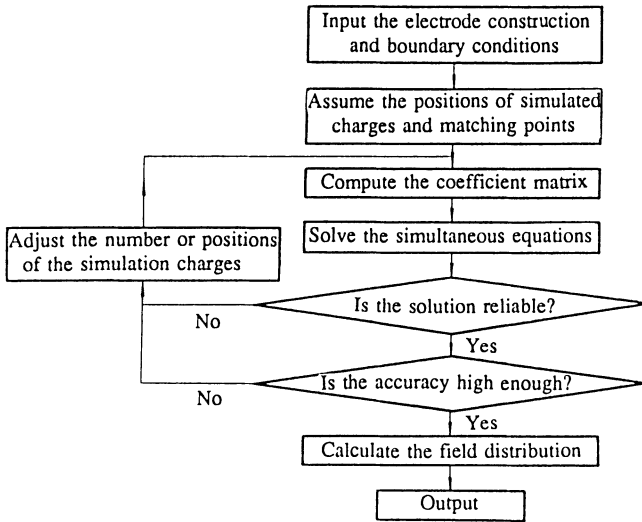 Input the electrode construction
and boundary conditions
Assume the positions of simulated
charges and matching points
Compute the coefficient matrix
Adjust the number or positions
of the simulation charges
Solve the simultaneous equations
Is the solution reliable?
No
Yes
Is the accuracy high enough?
No
Yes
Calculate the field distribution
Output